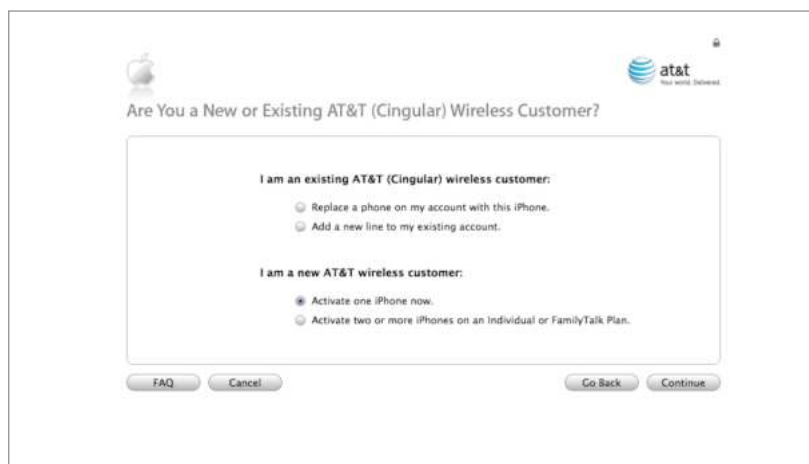 at&t
Your world. Delivered.
Are You a New or Existing AT&T (Cingular) Wireless Customer?
I am an existing AT&T (Cingular) wireless customer:
Replace a phone on my account with this iPhone.
Add a new line to my existing account.
I am a new AT&T wireless customer:
Activate one iPhone now.
Activate two or more iPhones on an Individual or FamilyTalk Plan.
FAQ Cancel Go Back Continue